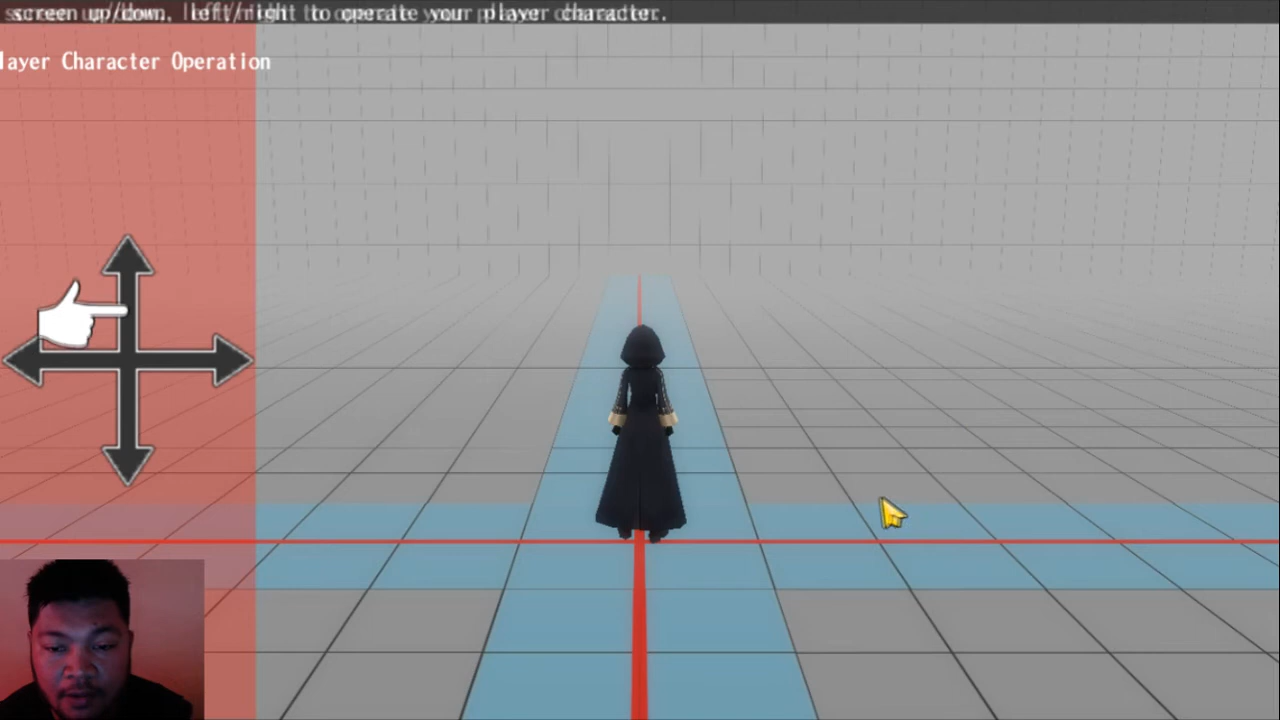 screen up/down, left/right to operate your player character.
layer Character Operation